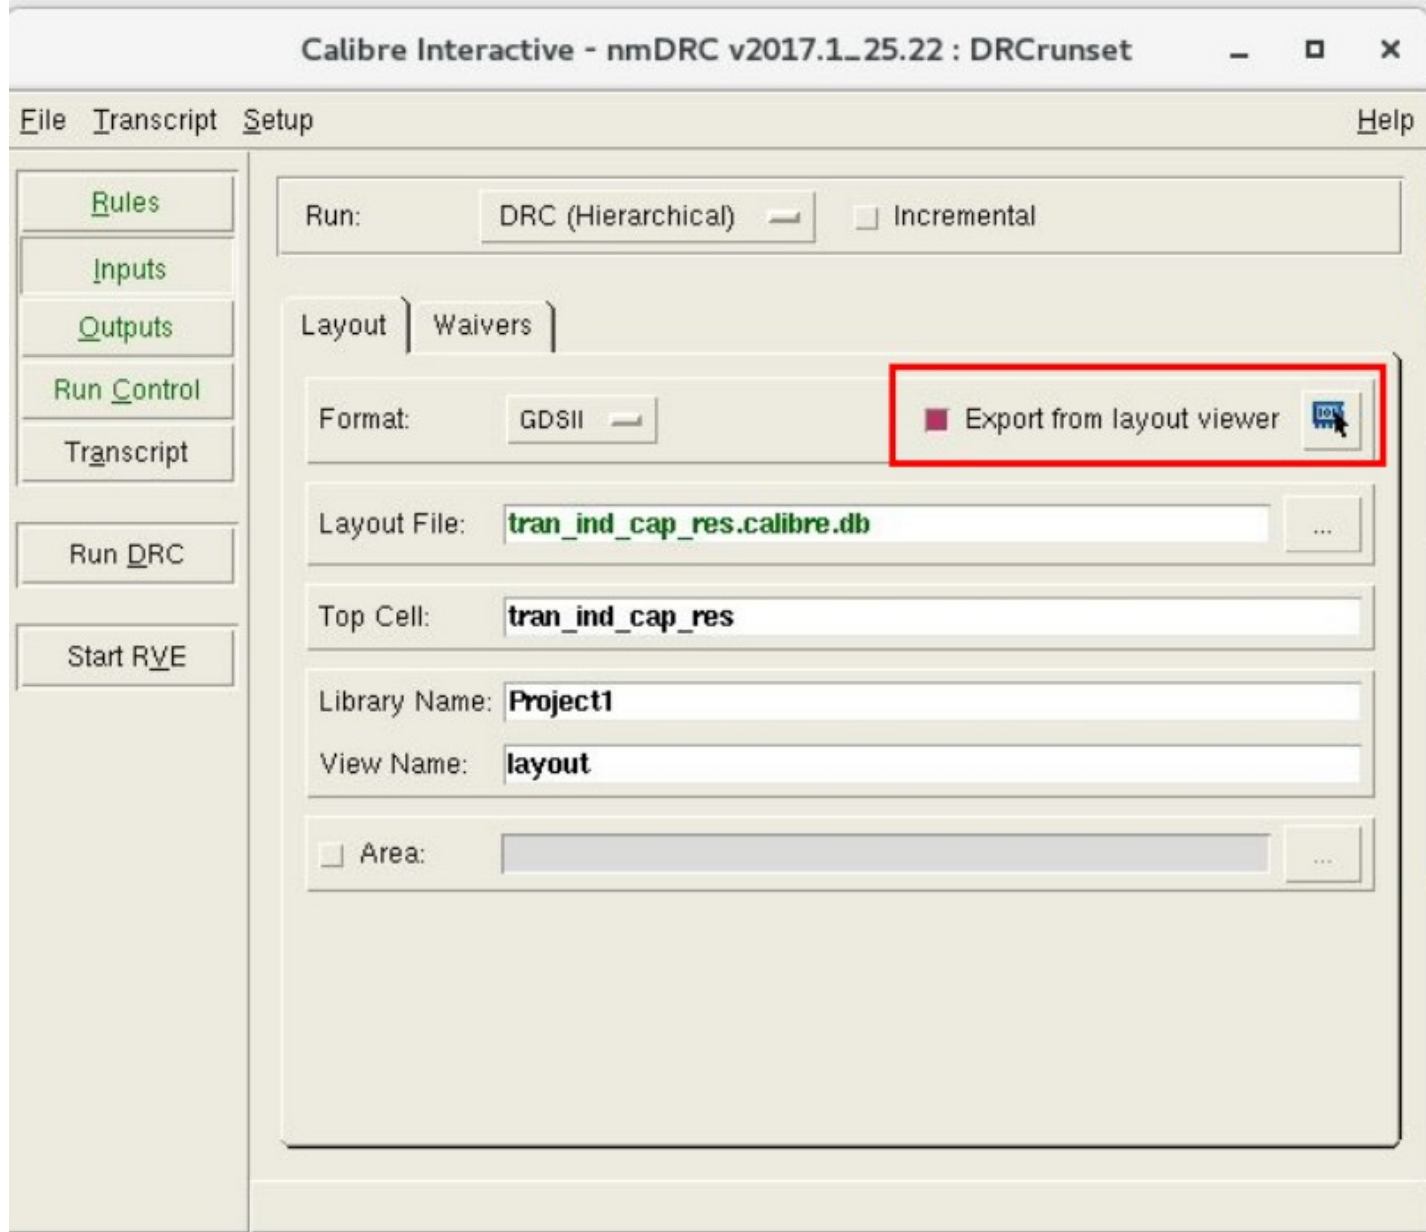 Calibre Interactive - nmDRC v2017.1_25.22 : DRCrunset
File Transcript Setup Help
Rules
Inputs
Outputs
Run Control
Transcript
Run DRC
Start RVE
Run: DRC (Hierarchical) Incremental
Layout Waivers
Format: GDSII Export from layout viewer
Layout File: tran_ind_cap_res.calibre.db ...
Top Cell: tran_ind_cap_res
Library Name: Project1
View Name: layout
Area: ...